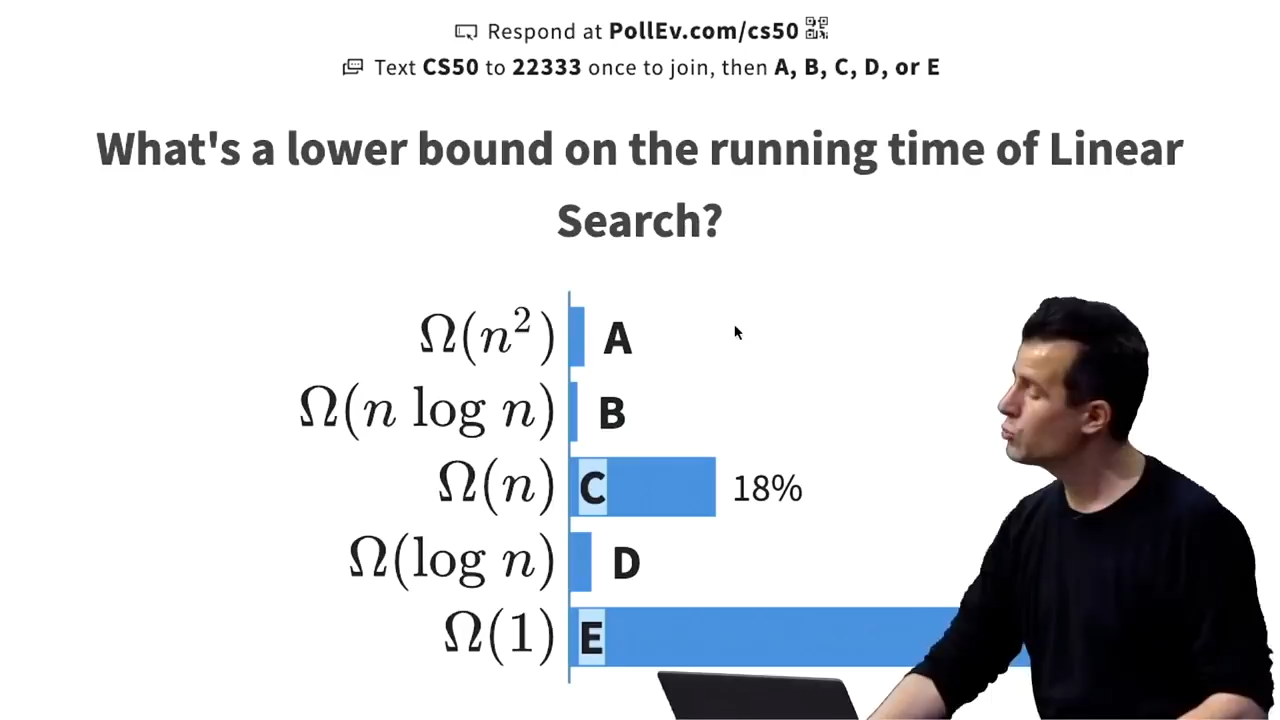 Respond at PollEv.com/cs50
Text CS50 to 22333 once to join, then A, B, C, D, or E
What's a lower bound on the running time of Linear
Search?
Ω(n²) A
Ω(n log n) B
Ω(n) C 18%
Ω(log n) D
Ω(1) E